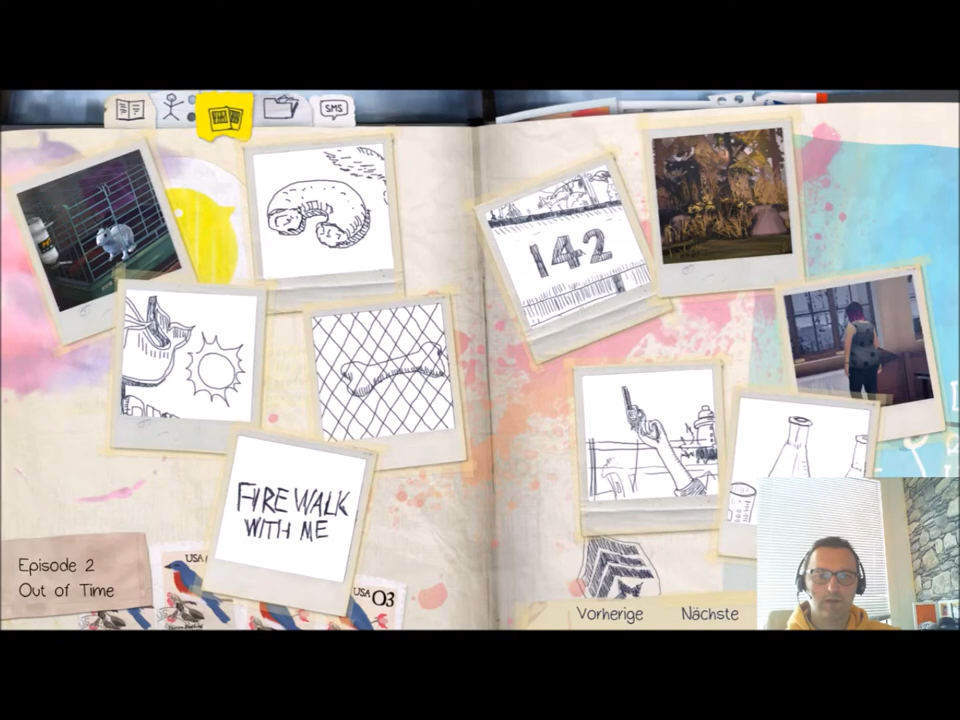 SMS
142
FIRE WALK
WITH ME
Episode 2
Out of Time
USA
USA 03
Vorherige
Nächste